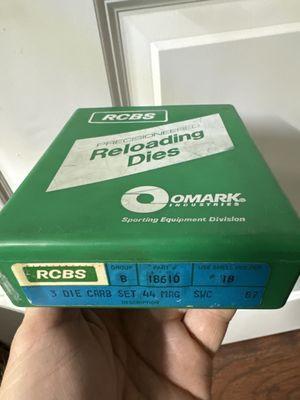 RCBS
PRECISIONEERED
Reloading
Dies
OMARK
INDUSTRIES
Sporting Equipment Division
RCBS
GROUP PART # USE SHELL HOLDER
B 18610 18
3 DIE CARB SET 44 MAG SWC 87
DESCRIPTION